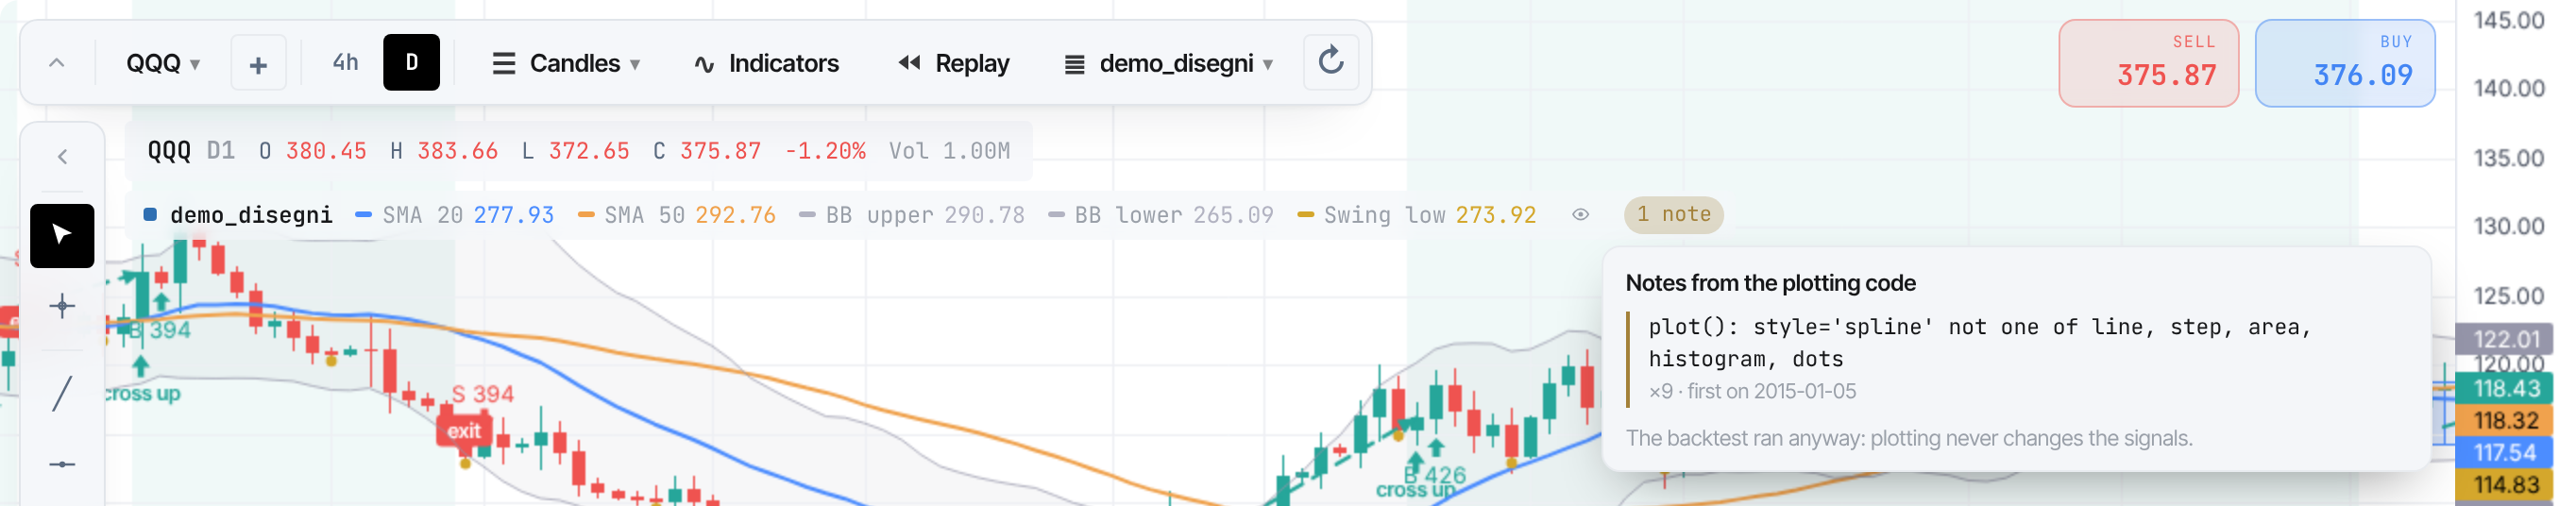 QQQ ▾ + 4h D Candles ▾ Indicators Replay demo_disegni ▾
SELL
375.87
BUY
376.09
QQQ D1 O 380.45 H 383.66 L 372.65 C 375.87 -1.20% Vol 1.00M
demo_disegni SMA 20 277.93 SMA 50 292.76 BB upper 290.78 BB lower 265.09 Swing low 273.92 1 note
Notes from the plotting code
plot(): style='spline' not one of line, step, area,
histogram, dots
×9 · first on 2015-01-05
The backtest ran anyway: plotting never changes the signals.
B 394
cross up
S 394
exit
B 426
cross up
145.00
140.00
135.00
130.00
125.00
122.01
120.00
118.43
118.32
117.54
114.83